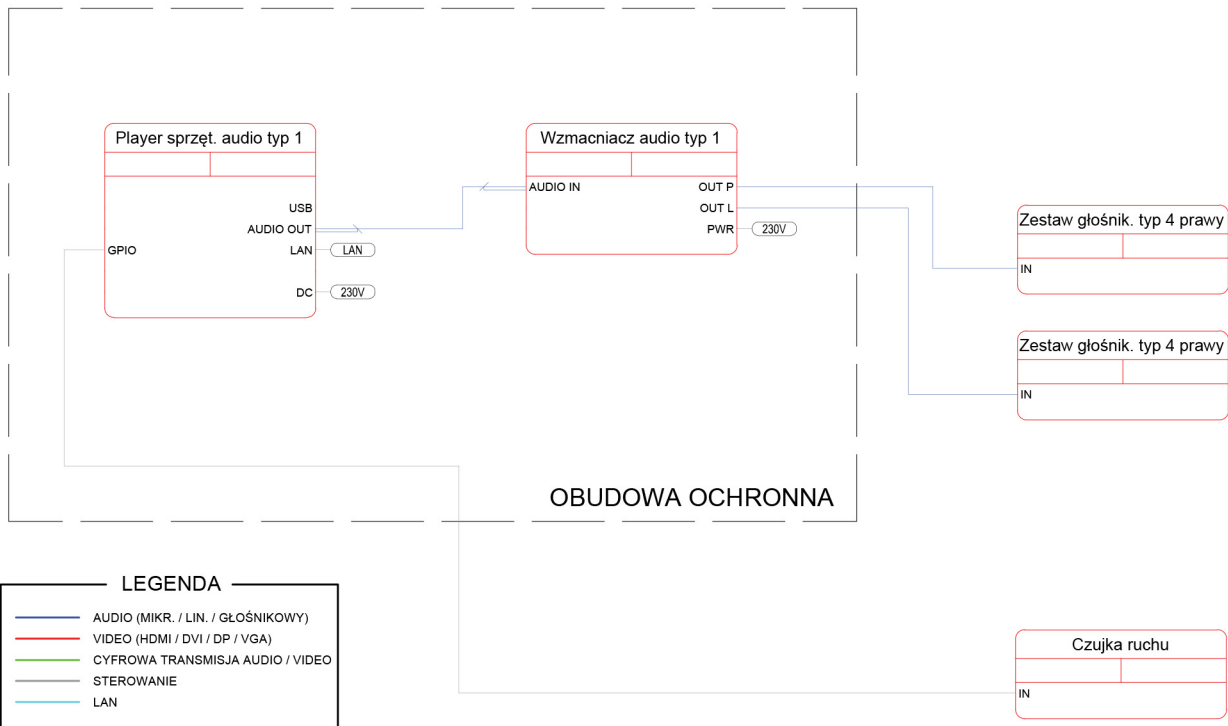 Player sprzęt. audio typ 1
USB
AUDIO OUT
GPIO
LAN
LAN
DC
230V
Wzmacniacz audio typ 1
AUDIO IN
OUT P
OUT L
PWR
230V
Zestaw głośnik. typ 4 prawy
IN
Zestaw głośnik. typ 4 prawy
IN
OBUDOWA OCHRONNA
LEGENDA
AUDIO (MIKR. / LIN. / GŁOŚNIKOWY)
VIDEO (HDMI / DVI / DP / VGA)
CYFROWA TRANSMISJA AUDIO / VIDEO
STEROWANIE
LAN
Czujka ruchu
IN